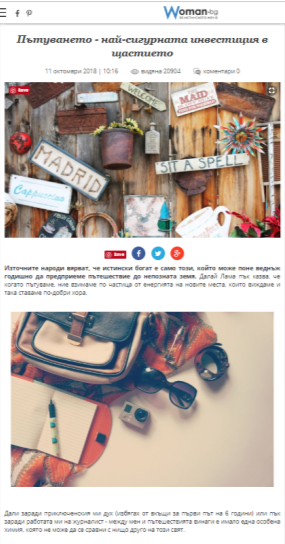 Woman.bg
Пътуването - най-сигурната инвестиция в
щастието
11 октомври 2018 | 10:16 видяна 20904 коментари 0
Save
WELCOME
MAID
MADRID
SIT A SPELL
Cappuccino
Save
Източните народи вярват, че истински богат е само този, който може поне веднъж
годишно да предприеме пътешествие до непозната земя. Далай Лама пък казва, че
когато пътуваме, ние взимаме по частица от енергията на новите места, които виждаме и
така ставаме по-добри хора.
Дали заради приключенския ми дух (избягах от вкъщи за първи път на 6 години) или пък
заради работата ми на журналист - между мен и пътешествията винаги е имало една особена
химия, която не може да се сравни с нищо друго на този свят.